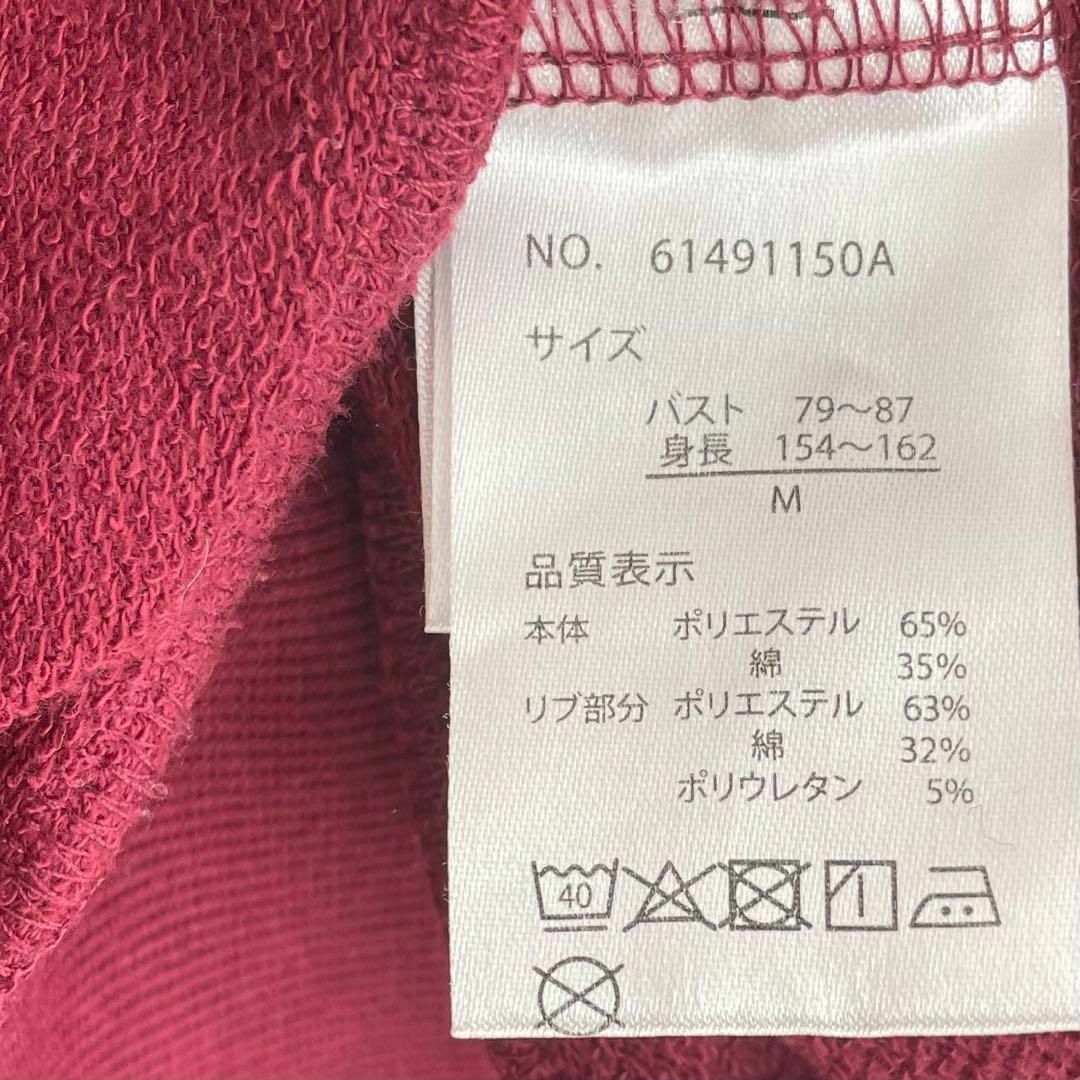 NO. 61491150A
サイズ
バスト 79〜87
身長 154〜162
M
品質表示
本体 ポリエステル 65%
綿 35%
リブ部分 ポリエステル 63%
綿 32%
ポリウレタン 5%
40